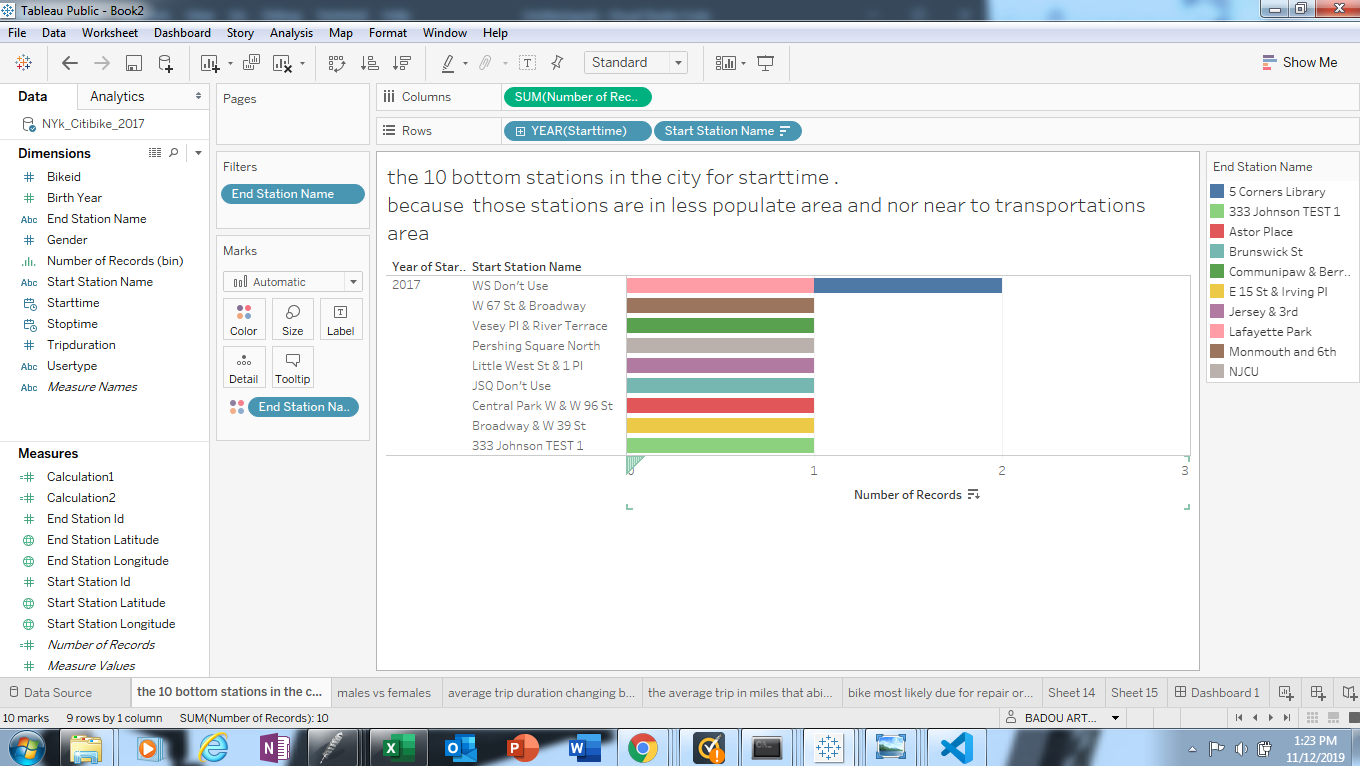 Tableau Public - Book2
File Data Worksheet Dashboard Story Analysis Map Format Window Help
Standard
Show Me
Data Analytics
NYk_Citibike_2017
Dimensions
Bikeid
Birth Year
Abc End Station Name
Gender
Number of Records (bin)
Abc Start Station Name
Starttime
Stoptime
Tripduration
Abc Usertype
Abc Measure Names
Measures
Calculation1
Calculation2
End Station Id
End Station Latitude
End Station Longitude
Start Station Id
Start Station Latitude
Start Station Longitude
Number of Records
Measure Values
Pages
Filters
End Station Name
Marks
Automatic
Color Size Label
Detail Tooltip
End Station Na..
Columns SUM(Number of Rec..
Rows YEAR(Starttime) Start Station Name
the 10 bottom stations in the city for starttime .
because those stations are in less populate area and nor near to transportations
area
Year of Star.. Start Station Name
2017 WS Don't Use
W 67 St & Broadway
Vesey Pl & River Terrace
Pershing Square North
Little West St & 1 Pl
JSQ Don't Use
Central Park W & W 96 St
Broadway & W 39 St
333 Johnson TEST 1
0 1 2 3
Number of Records
End Station Name
5 Corners Library
333 Johnson TEST 1
Astor Place
Brunswick St
Communipaw & Berr..
E 15 St & Irving Pl
Jersey & 3rd
Lafayette Park
Monmouth and 6th
NJCU
Data Source the 10 bottom stations in the c... males vs females average trip duration changing b... the average trip in miles that abi... bike most likely due for repair or... Sheet 14 Sheet 15 Dashboard 1
10 marks 9 rows by 1 column SUM(Number of Records): 10 BADOU ART...
1:23 PM
11/12/2019